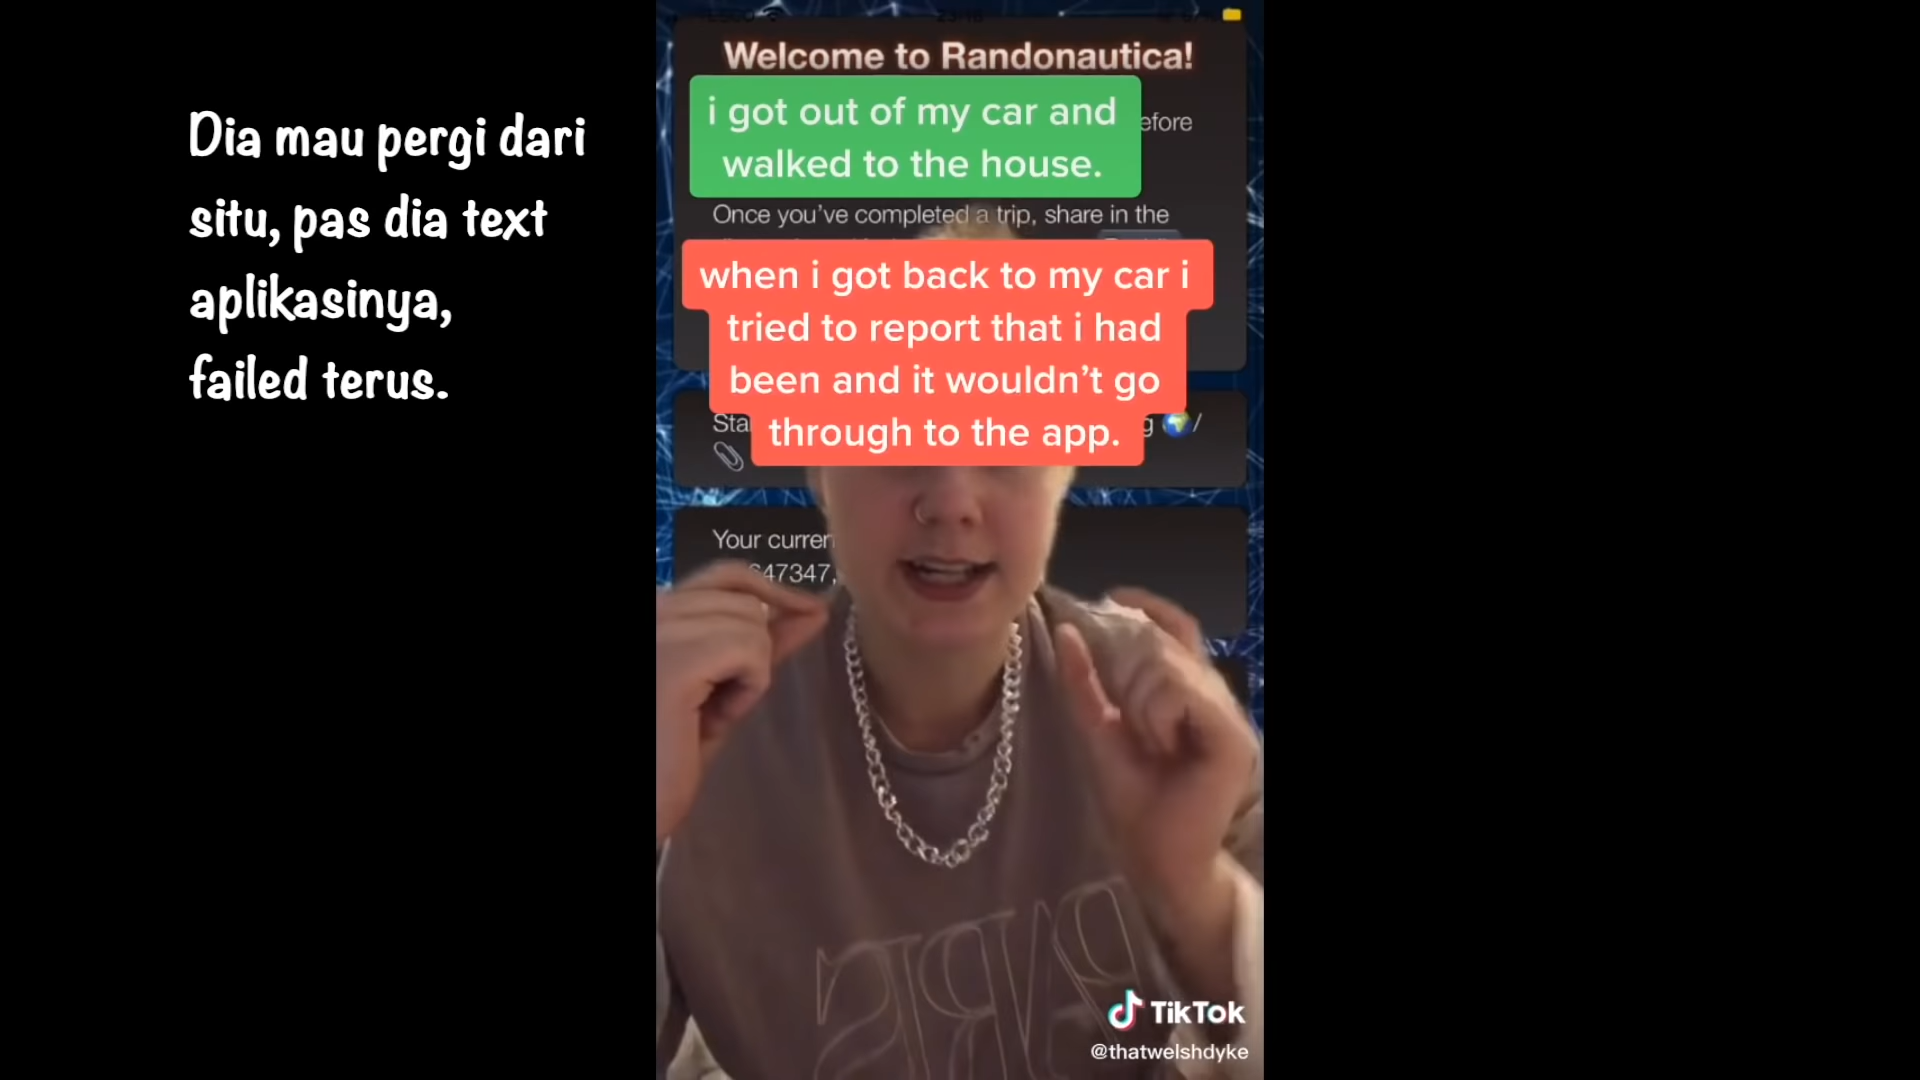 Dia mau pergi dari
situ, pas dia text
aplikasinya,
failed terus.
Welcome to Randonautica!
i got out of my car and
walked to the house.
efore
Once you've completed a trip, share in the
when i got back to my car i
tried to report that i had
been and it wouldn't go
through to the app.
Sta
g 🌍/
📎
Your curren
647347,
PARIS
TikTok
@thatwelshdyke